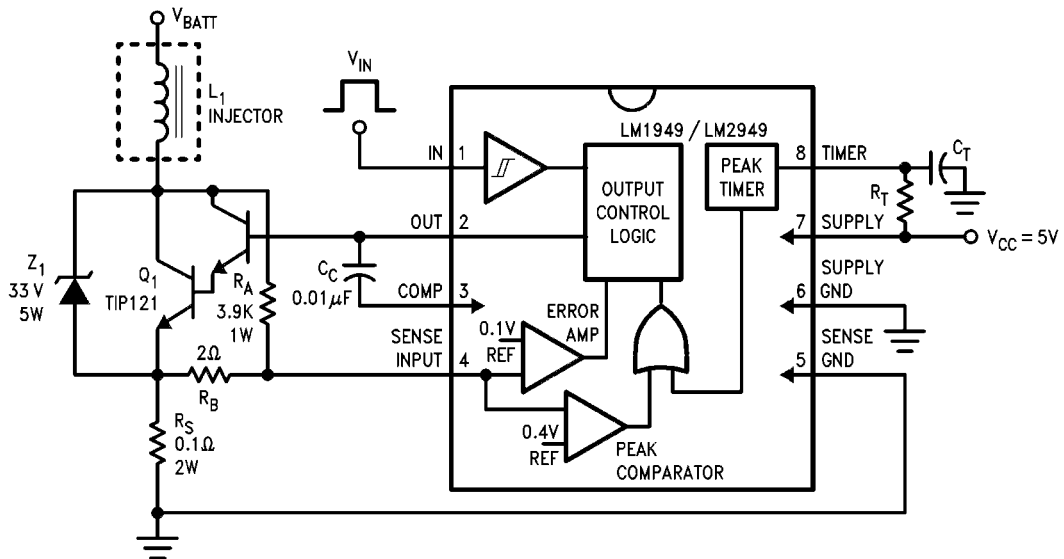 V_BATT
L_1
INJECTOR
V_IN
LM1949 / LM2949
IN 1
8 TIMER
C_T
PEAK
TIMER
OUTPUT
CONTROL
LOGIC
R_T
OUT 2
7 SUPPLY
V_CC = 5V
Z_1
33 V
5W
Q_1
TIP121
R_A
3.9K
1W
C_C
0.01μF
COMP 3
SUPPLY
6 GND
ERROR
AMP
0.1V
REF
SENSE
INPUT 4
SENSE
5 GND
2Ω
R_B
0.4V
REF
PEAK
COMPARATOR
R_S
0.1Ω
2W